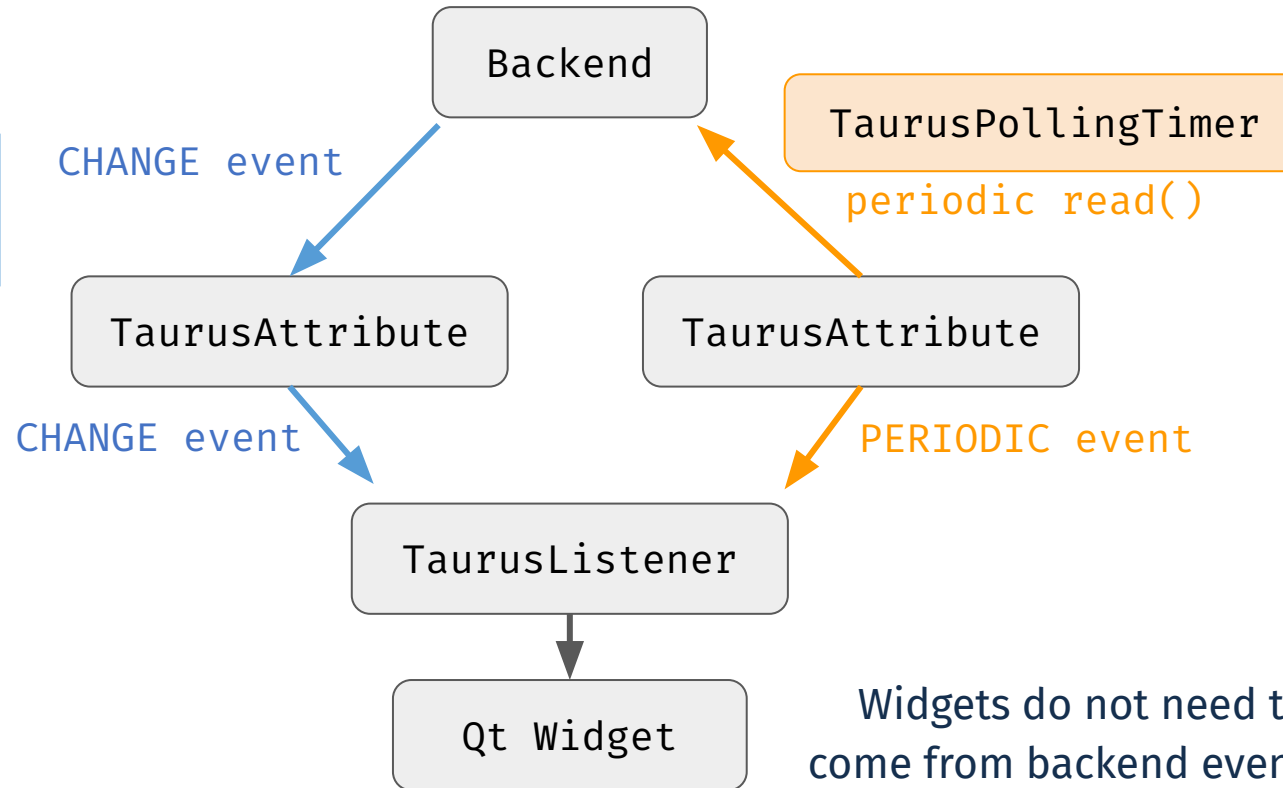 Backend
TaurusPollingTimer
CHANGE event
periodic read()
TaurusAttribute
TaurusAttribute
CHANGE event
PERIODIC event
TaurusListener
Qt Widget
Widgets do not need
come from backend